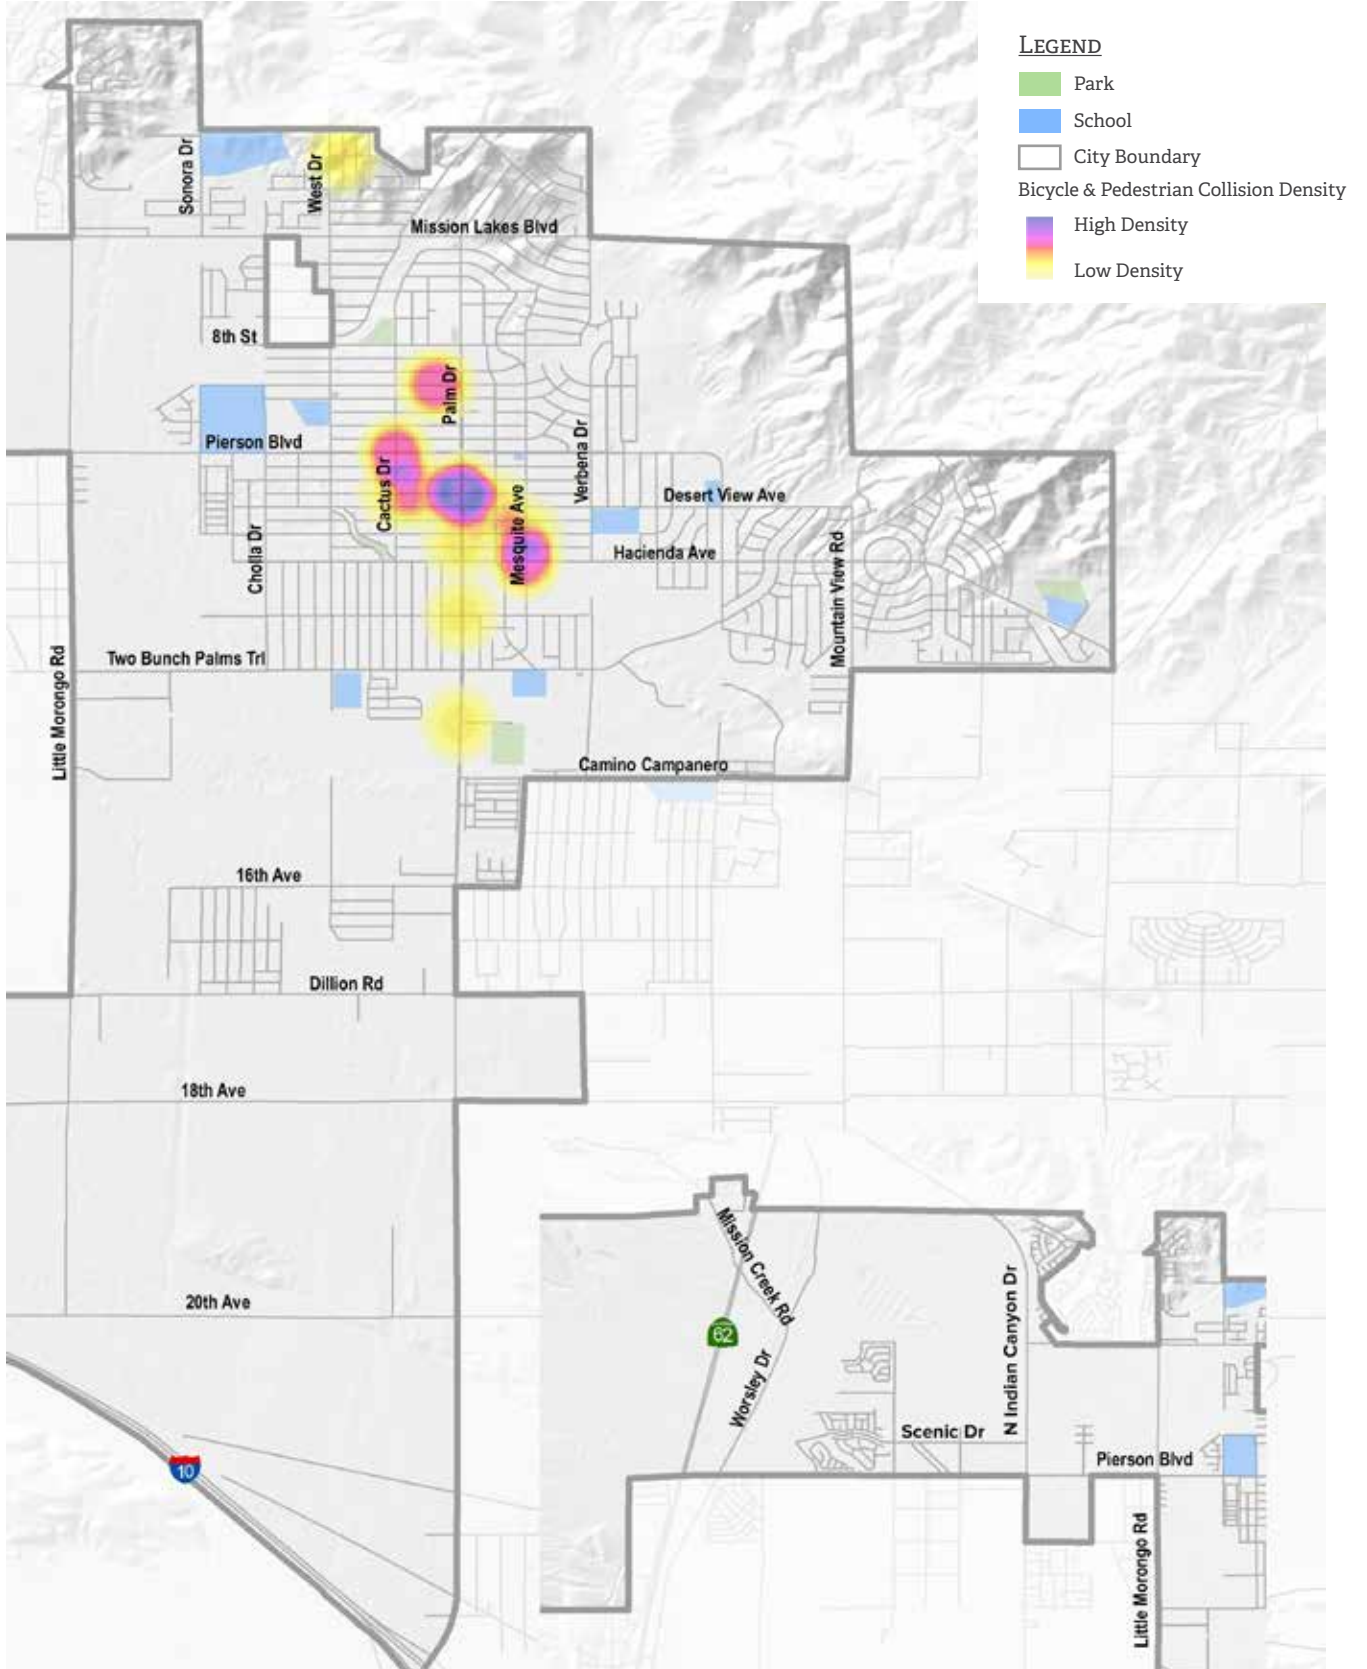 LEGEND
Park
School
City Boundary
Bicycle & Pedestrian Collision Density
High Density
Low Density
Sonora Dr
West Dr
Mission Lakes Blvd
8th St
Palm Dr
Pierson Blvd
Cactus Dr
Verbena Dr
Mesquite Ave
Desert View Ave
Cholla Dr
Hacienda Ave
Mountain View Rd
Two Bunch Palms Trl
Little Morongo Rd
Camino Campanero
16th Ave
Dillion Rd
18th Ave
20th Ave
10
Mission Creek Rd
62
Worsley Dr
N Indian Canyon Dr
Scenic Dr
Pierson Blvd
Little Morongo Rd